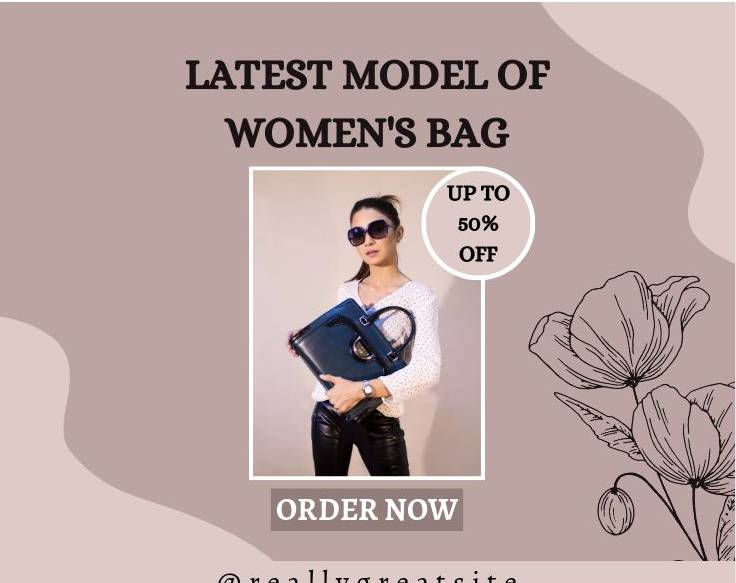 LATEST MODEL OF
WOMEN'S BAG
UP TO
50%
OFF
ORDER NOW
@reallygreatsite